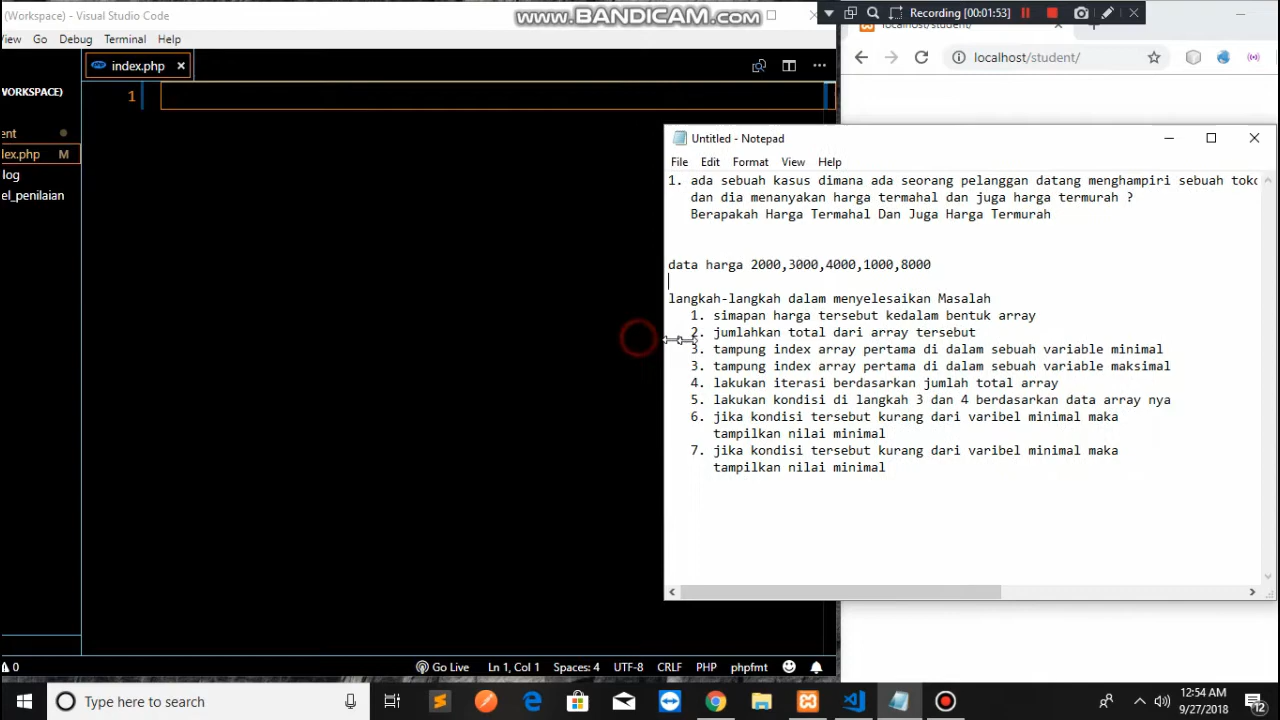 (Workspace) - Visual Studio Code
www.BANDICAM.com
Recording [00:01:53]
View Go Debug Terminal Help
localhost/student/
index.php
localhost/student/
WORKSPACE)
1
ent
dex.php M
log
el_penilaian
Untitled - Notepad
File Edit Format View Help
1. ada sebuah kasus dimana ada seorang pelanggan datang menghampiri sebuah toko
dan dia menanyakan harga termahal dan juga harga termurah ?
Berapakah Harga Termahal Dan Juga Harga Termurah
data harga 2000,3000,4000,1000,8000
langkah-langkah dalam menyelesaikan Masalah
1. simapan harga tersebut kedalam bentuk array
2. jumlahkan total dari array tersebut
3. tampung index array pertama di dalam sebuah variable minimal
3. tampung index array pertama di dalam sebuah variable maksimal
4. lakukan iterasi berdasarkan jumlah total array
5. lakukan kondisi di langkah 3 dan 4 berdasarkan data array nya
6. jika kondisi tersebut kurang dari varibel minimal maka
tampilkan nilai minimal
7. jika kondisi tersebut kurang dari varibel minimal maka
tampilkan nilai minimal
0 Go Live Ln 1, Col 1 Spaces: 4 UTF-8 CRLF PHP phpfmt
Type here to search
12:54 AM
9/27/2018
12